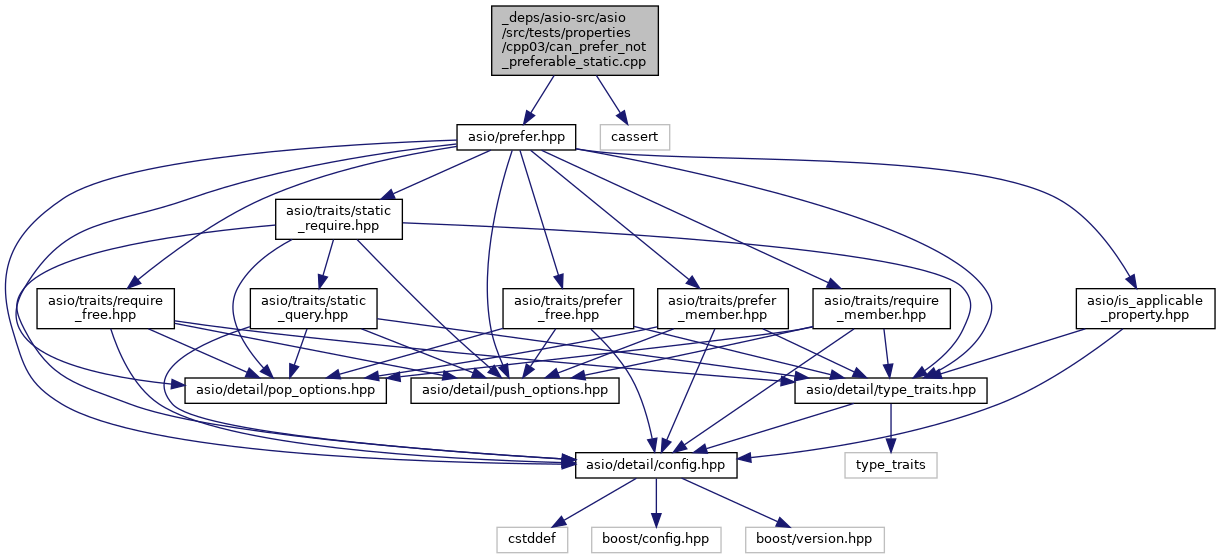 _deps/asio-src/asio
/src/tests/properties
/cpp03/can_prefer_not
_preferable_static.cpp
asio/prefer.hpp
cassert
asio/traits/static
_require.hpp
asio/traits/require
_free.hpp
asio/traits/static
_query.hpp
asio/traits/prefer
_free.hpp
asio/traits/prefer
_member.hpp
asio/traits/require
_member.hpp
asio/is_applicable
_property.hpp
asio/detail/pop_options.hpp
asio/detail/push_options.hpp
asio/detail/type_traits.hpp
asio/detail/config.hpp
type_traits
cstddef
boost/config.hpp
boost/version.hpp